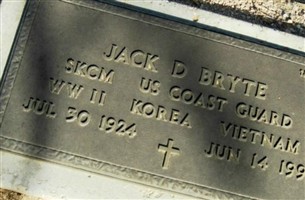 JACK D BRYTE
SKCM US COAST GUARD
WW II KOREA VIETNAM
JUL 30 1924 JUN 14